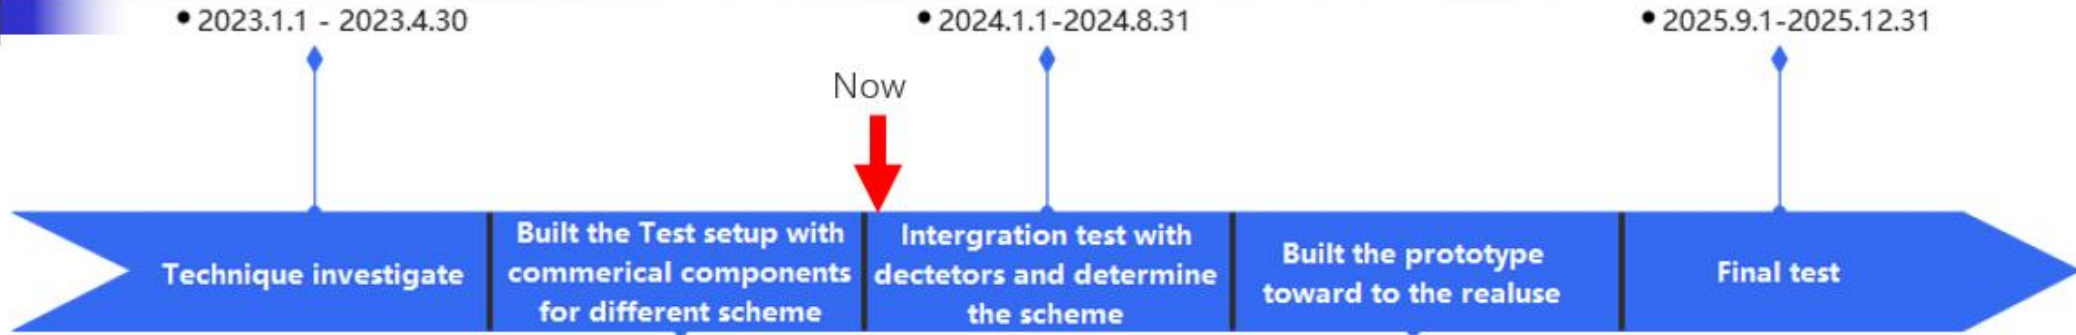 • 2023.1.1 - 2023.4.30
• 2024.1.1-2024.8.31
• 2025.9.1-2025.12.31
Now
Technique investigate
Built the Test setup with
commerical components
for different scheme
Intergration test with
dectetors and determine
the scheme
Built the prototype
toward to the realuse
Final test